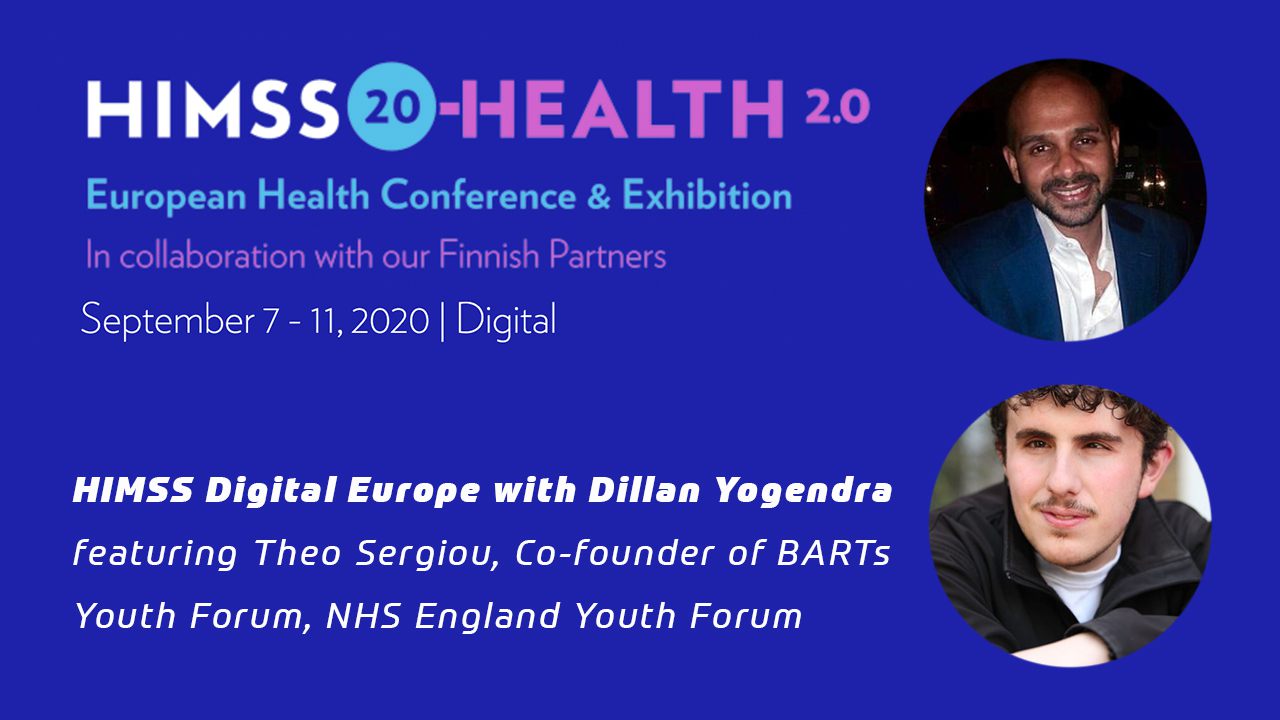 HIMSS20-HEALTH 2.0
European Health Conference & Exhibition
In collaboration with our Finnish Partners
September 7 - 11, 2020 | Digital
HIMSS Digital Europe with Dillan Yogendra
featuring Theo Sergiou, Co-founder of BARTs
Youth Forum, NHS England Youth Forum